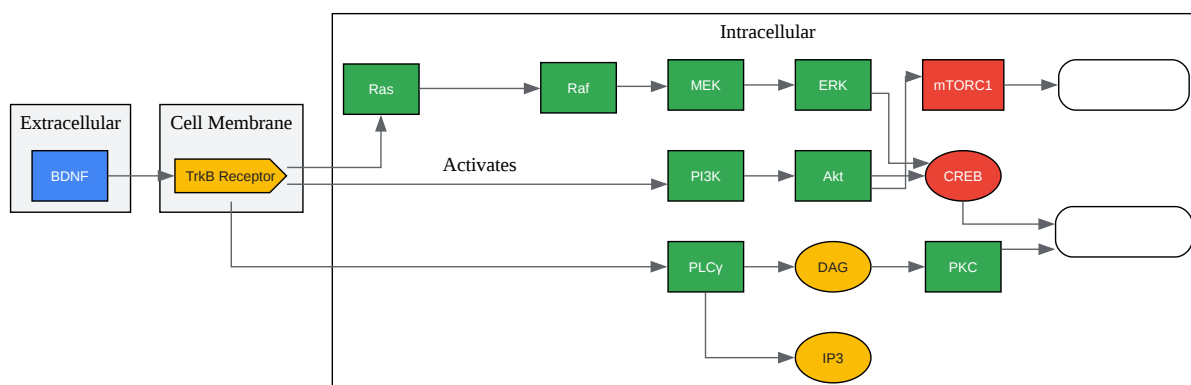 Intracellular
Ras
Raf
MEK
ERK
mTORC1
Extracellular
Cell Membrane
BDNF
TrkB Receptor
Activates
PI3K
Akt
CREB
PLCγ
DAG
PKC
IP3